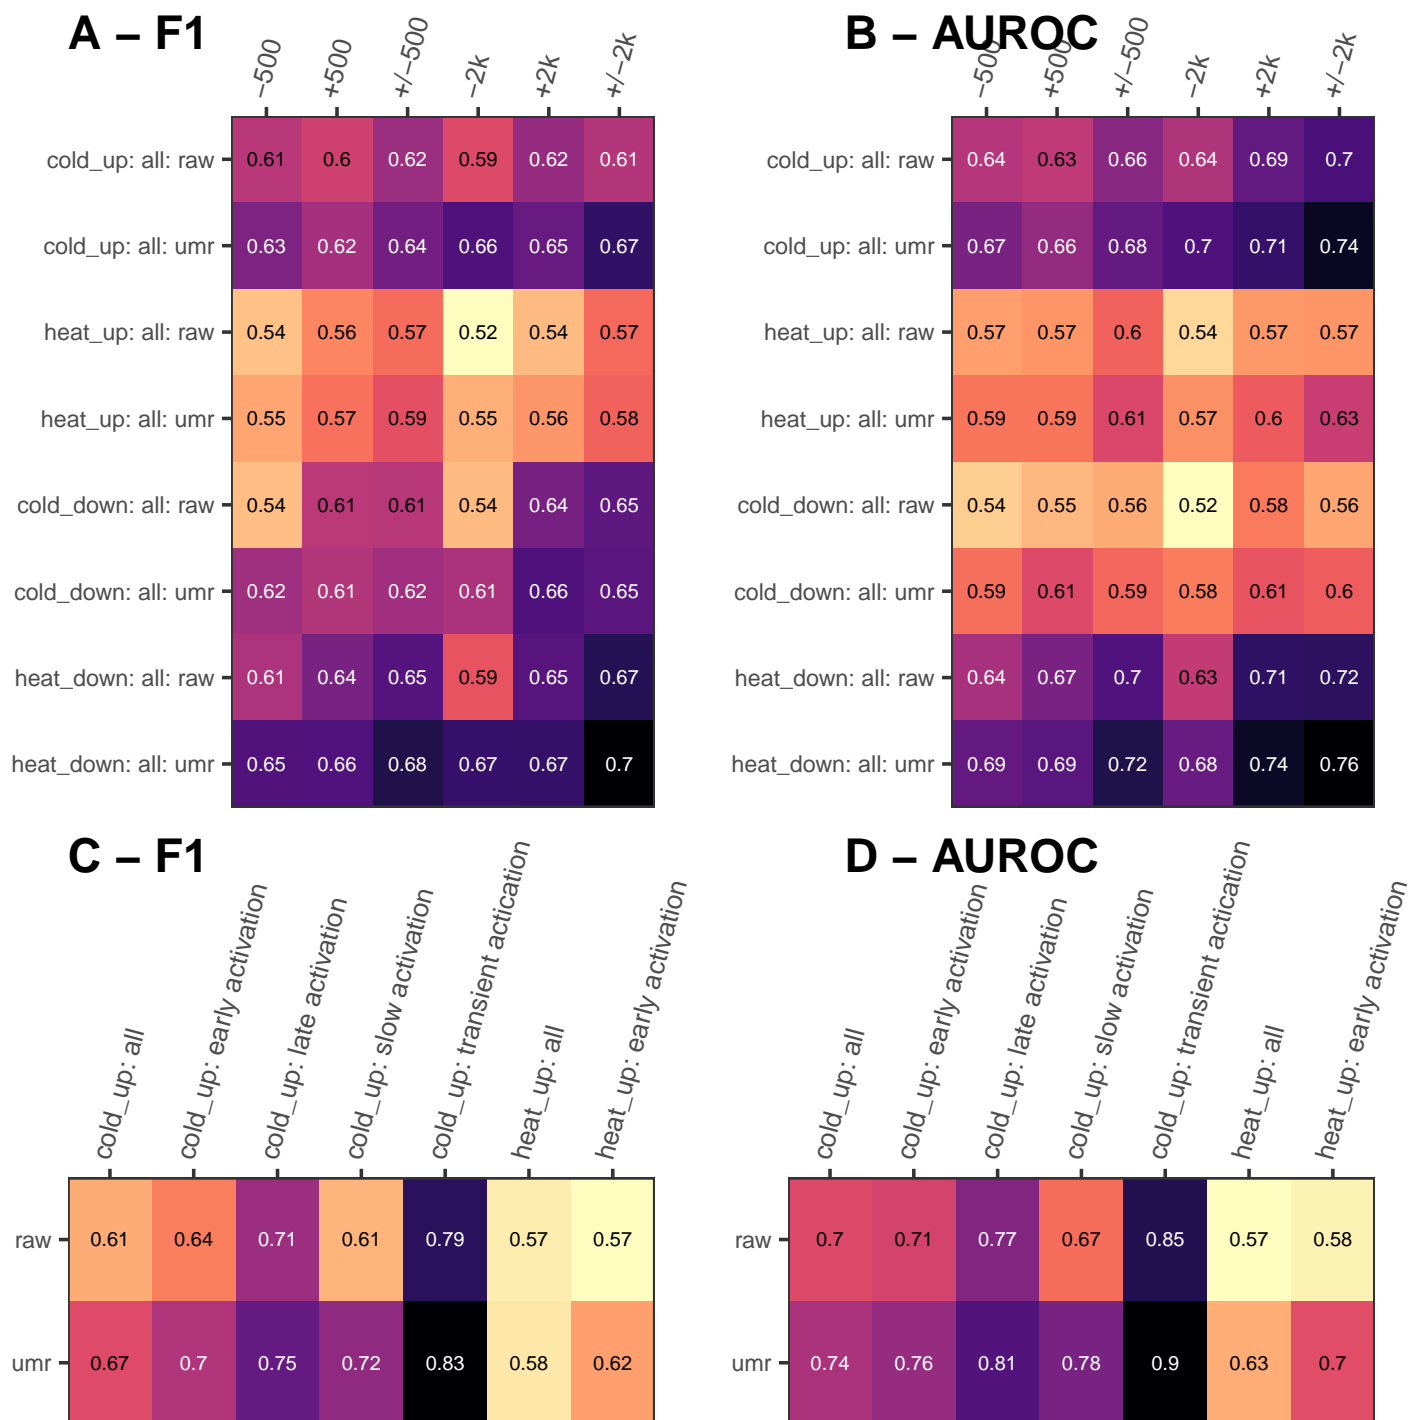 A – F1
−500 +500 +/−500 −2k +2k +/−2k
cold_up: all: raw 0.61 0.6 0.62 0.59 0.62 0.61
cold_up: all: umr 0.63 0.62 0.64 0.66 0.65 0.67
heat_up: all: raw 0.54 0.56 0.57 0.52 0.54 0.57
heat_up: all: umr 0.55 0.57 0.59 0.55 0.56 0.58
cold_down: all: raw 0.54 0.61 0.61 0.54 0.64 0.65
cold_down: all: umr 0.62 0.61 0.62 0.61 0.66 0.65
heat_down: all: raw 0.61 0.64 0.65 0.59 0.65 0.67
heat_down: all: umr 0.65 0.66 0.68 0.67 0.67 0.7
B – AUROC
−500 +500 +/−500 −2k +2k +/−2k
cold_up: all: raw 0.64 0.63 0.66 0.64 0.69 0.7
cold_up: all: umr 0.67 0.66 0.68 0.7 0.71 0.74
heat_up: all: raw 0.57 0.57 0.6 0.54 0.57 0.57
heat_up: all: umr 0.59 0.59 0.61 0.57 0.6 0.63
cold_down: all: raw 0.54 0.55 0.56 0.52 0.58 0.56
cold_down: all: umr 0.59 0.61 0.59 0.58 0.61 0.6
heat_down: all: raw 0.64 0.67 0.7 0.63 0.71 0.72
heat_down: all: umr 0.69 0.69 0.72 0.68 0.74 0.76
C – F1
cold_up: all
cold_up: early activation
cold_up: late activation
cold_up: slow activation
cold_up: transient actication
heat_up: all
heat_up: early activation
raw 0.61 0.64 0.71 0.61 0.79 0.57 0.57
umr 0.67 0.7 0.75 0.72 0.83 0.58 0.62
D – AUROC
cold_up: all
cold_up: early activation
cold_up: late activation
cold_up: slow activation
cold_up: transient actication
heat_up: all
heat_up: early activation
raw 0.7 0.71 0.77 0.67 0.85 0.57 0.58
umr 0.74 0.76 0.81 0.78 0.9 0.63 0.7